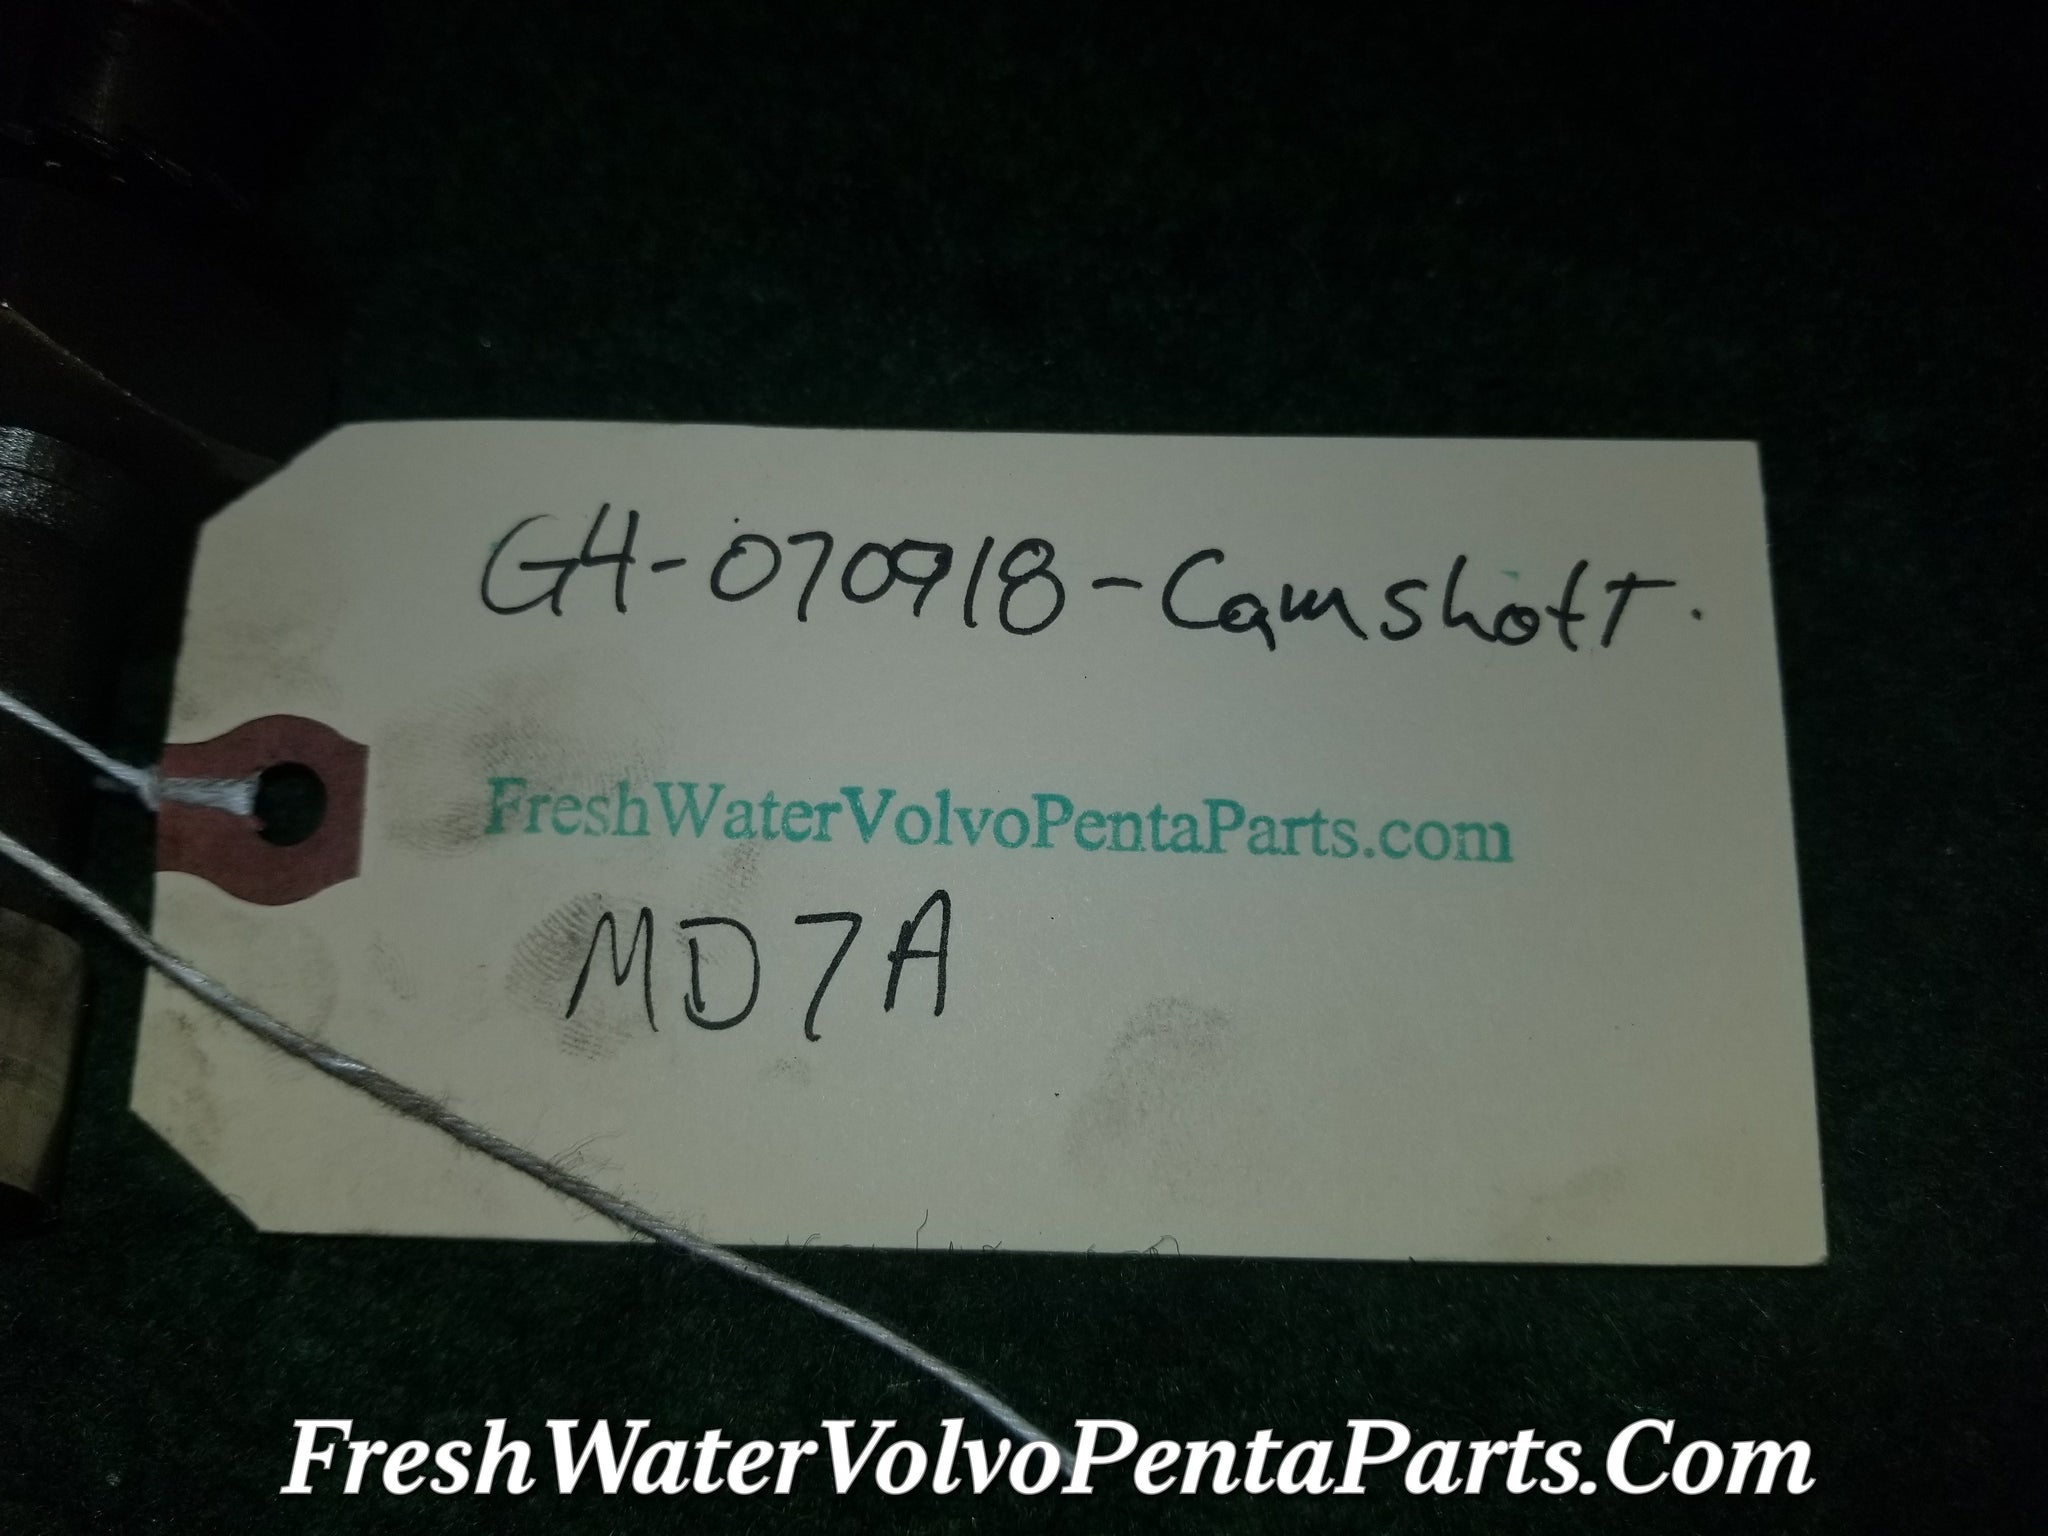 GH-070918-Camshaft.
FreshWaterVolvoPentaParts.com
MD7A
FreshWaterVolvoPentaParts.Com